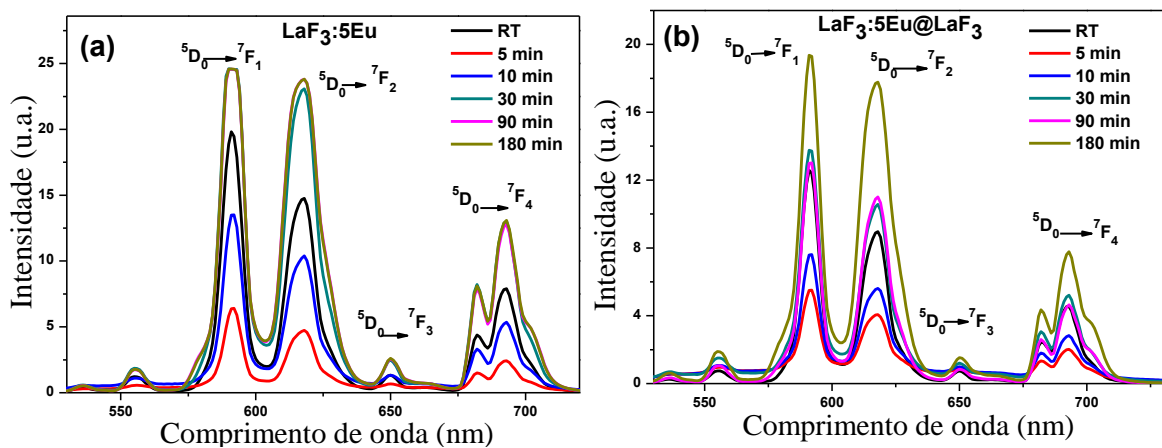 (a)
LaF₃:5Eu
⁵D₀→⁷F₁
⁵D₀→⁷F₂
⁵D₀→⁷F₃
⁵D₀→⁷F₄
RT
5 min
10 min
30 min
90 min
180 min
Intensidade (u.a.)
25
20
15
10
5
0
550
600
650
700
Comprimento de onda (nm)
(b)
LaF₃:5Eu@LaF₃
⁵D₀→⁷F₁
⁵D₀→⁷F₂
⁵D₀→⁷F₃
⁵D₀→⁷F₄
RT
5 min
10 min
30 min
90 min
180 min
Intensidade (u.a.)
20
16
12
8
4
0
550
600
650
700
Comprimento de onda (nm)